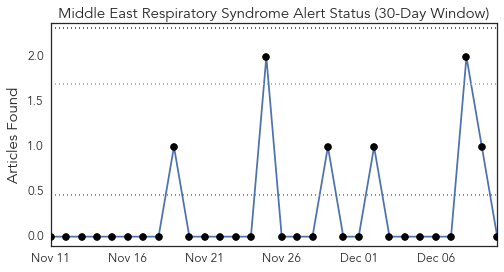 Middle East Respiratory Syndrome Alert Status (30-Day Window)
Articles Found
2.0
1.5
1.0
0.5
0.0
Nov 11 Nov 16 Nov 21 Nov 26 Dec 01 Dec 06